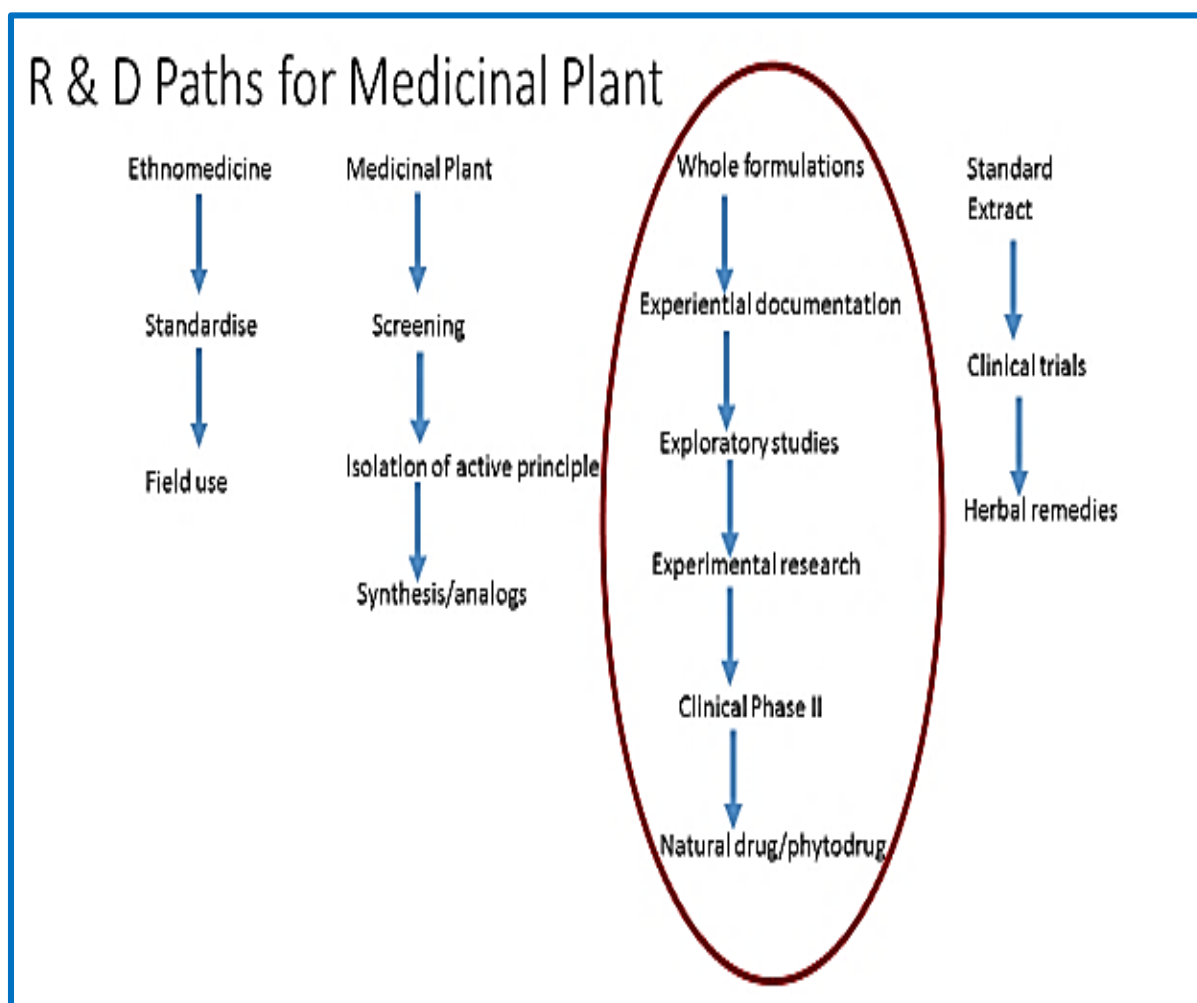 R & D Paths for Medicinal Plant
Ethnomedicine
Standardise
Field use
Medicinal Plant
Screening
Isolation of active principle
Synthesis/analogs
Whole formulations
Experiential documentation
Exploratory studies
Experimental research
Clinical Phase II
Natural drug/phytodrug
Standard
Extract
Clinical trials
Herbal remedies